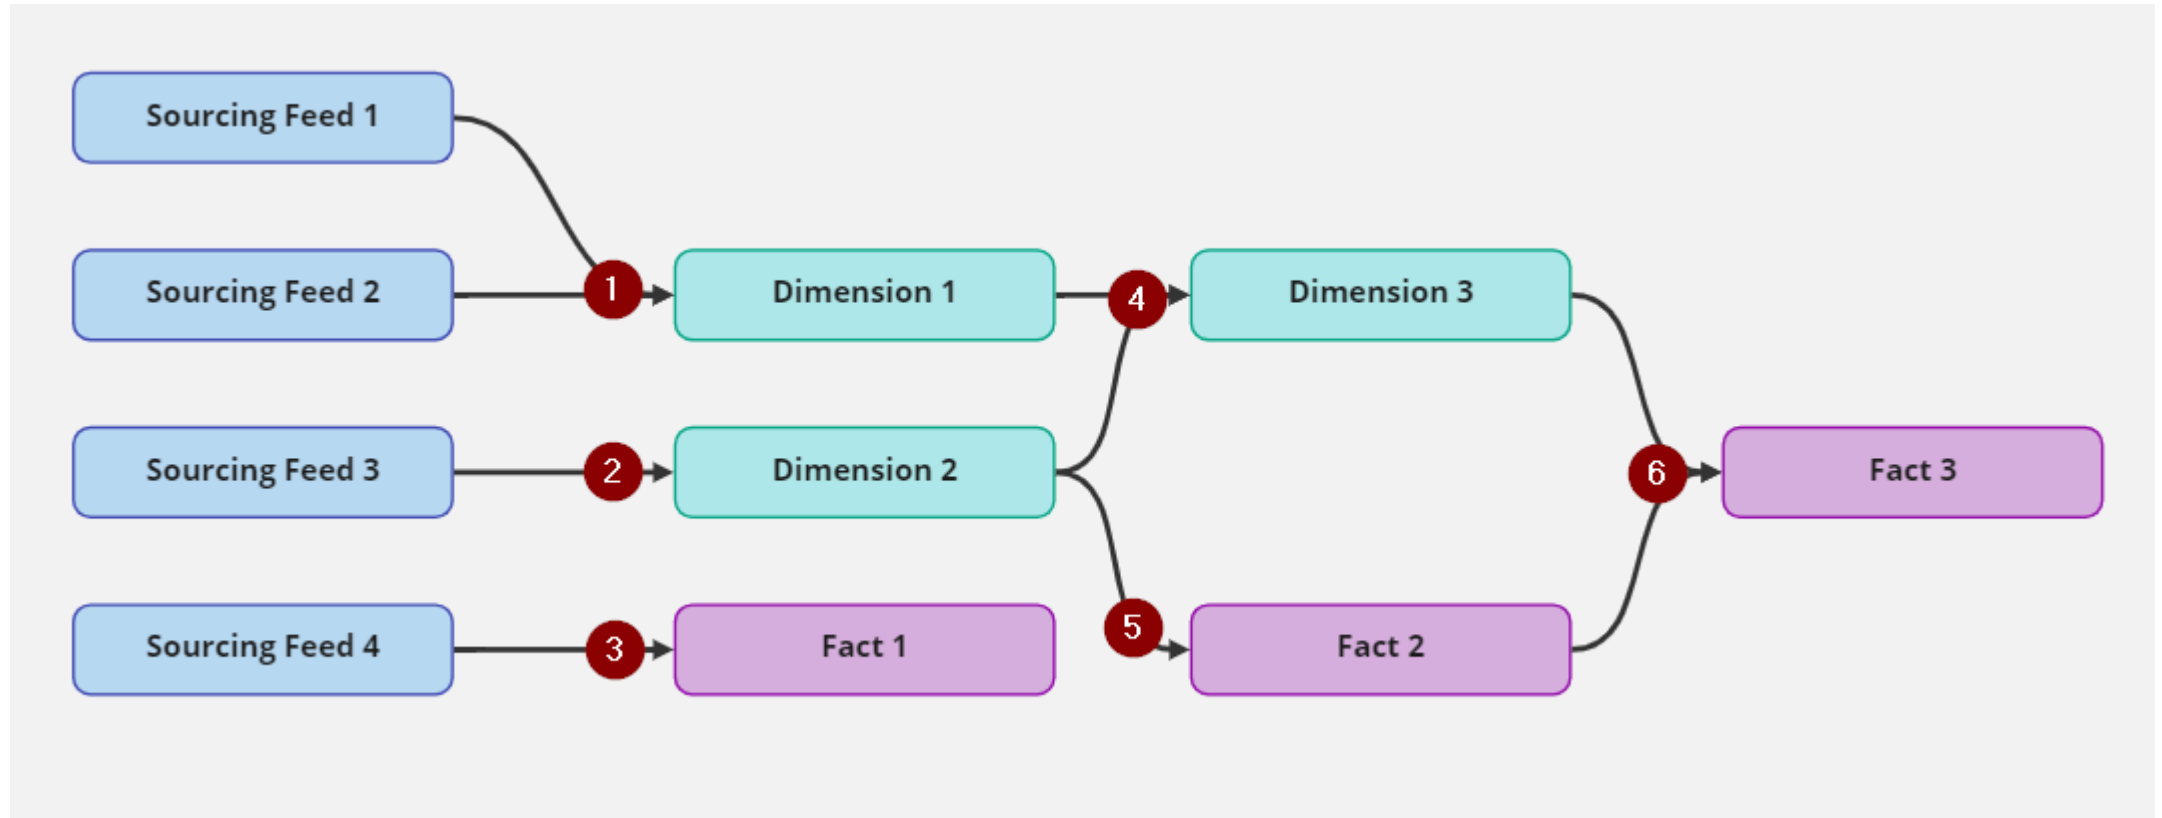 Sourcing Feed 1
Sourcing Feed 2
1
Dimension 1
4
Dimension 3
Sourcing Feed 3
2
Dimension 2
6
Fact 3
Sourcing Feed 4
3
Fact 1
5
Fact 2